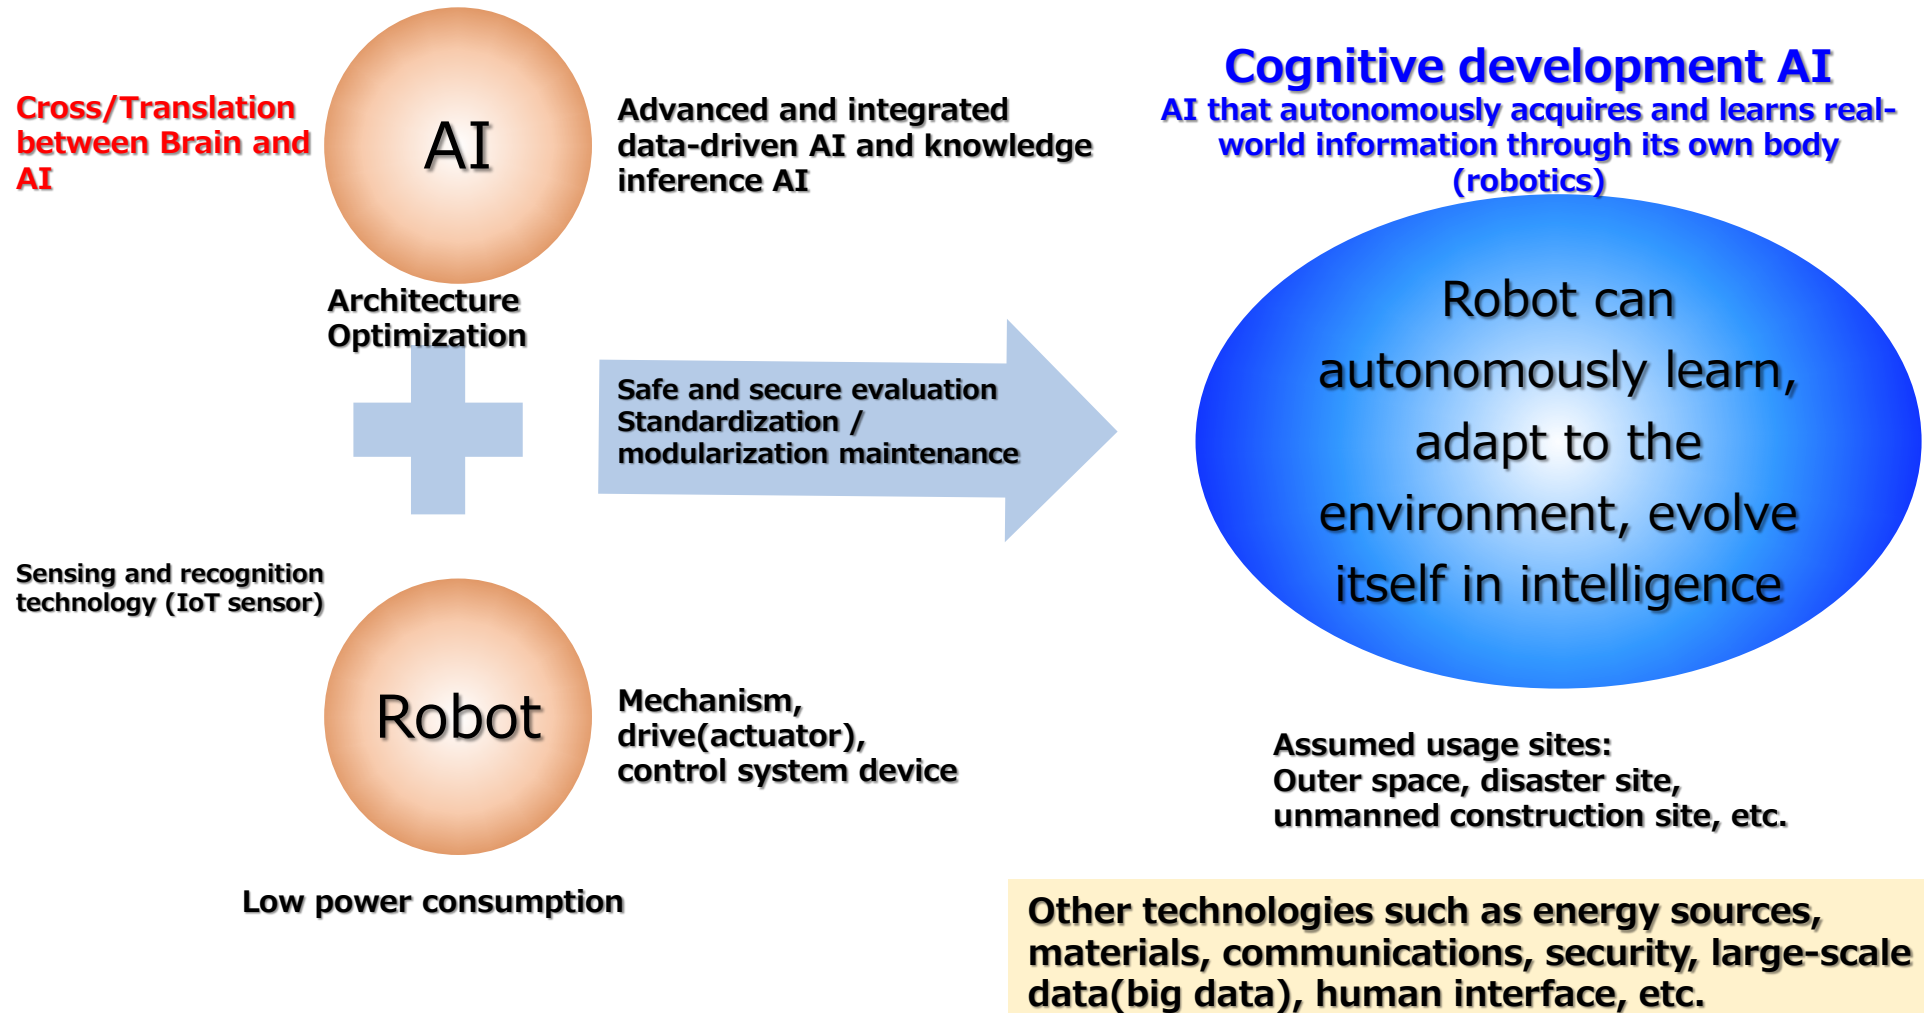 Cross/Translation
between Brain and
AI
AI
Advanced and integrated
data-driven AI and knowledge
inference AI
Architecture
Optimization
Safe and secure evaluation
Standardization /
modularization maintenance
Sensing and recognition
technology (IoT sensor)
Robot
Mechanism,
drive(actuator),
control system device
Low power consumption
Cognitive development AI
AI that autonomously acquires and learns real-
world information through its own body
(robotics)
Robot can
autonomously learn,
adapt to the
environment, evolve
itself in intelligence
Assumed usage sites:
Outer space, disaster site,
unmanned construction site, etc.
Other technologies such as energy sources,
materials, communications, security, large-scale
data(big data), human interface, etc.